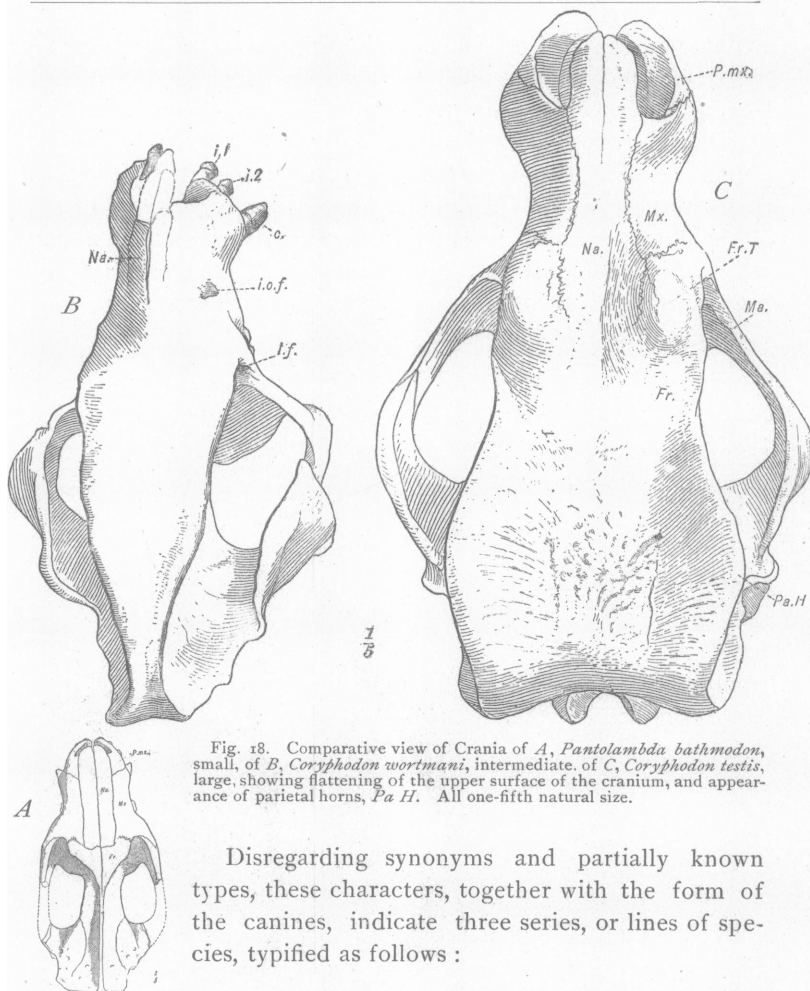 P.mx.
i,1
i.2
C
B
c.
Mx.
Na.
Fr.T
Na.
i.o.f.
Ma.
l.f.
Fr.
Pa.H
1
5
A
P.mx.
Na.
Mx
Fr.
Fig. 18. Comparative view of Crania of A, Pantolambda bathmodon,
small, of B, Coryphodon wortmani, intermediate. of C, Coryphodon testis,
large, showing flattening of the upper surface of the cranium, and appear-
ance of parietal horns, Pa H. All one-fifth natural size.
Disregarding synonyms and partially known
types, these characters, together with the form of
the canines, indicate three series, or lines of spe-
cies, typified as follows :